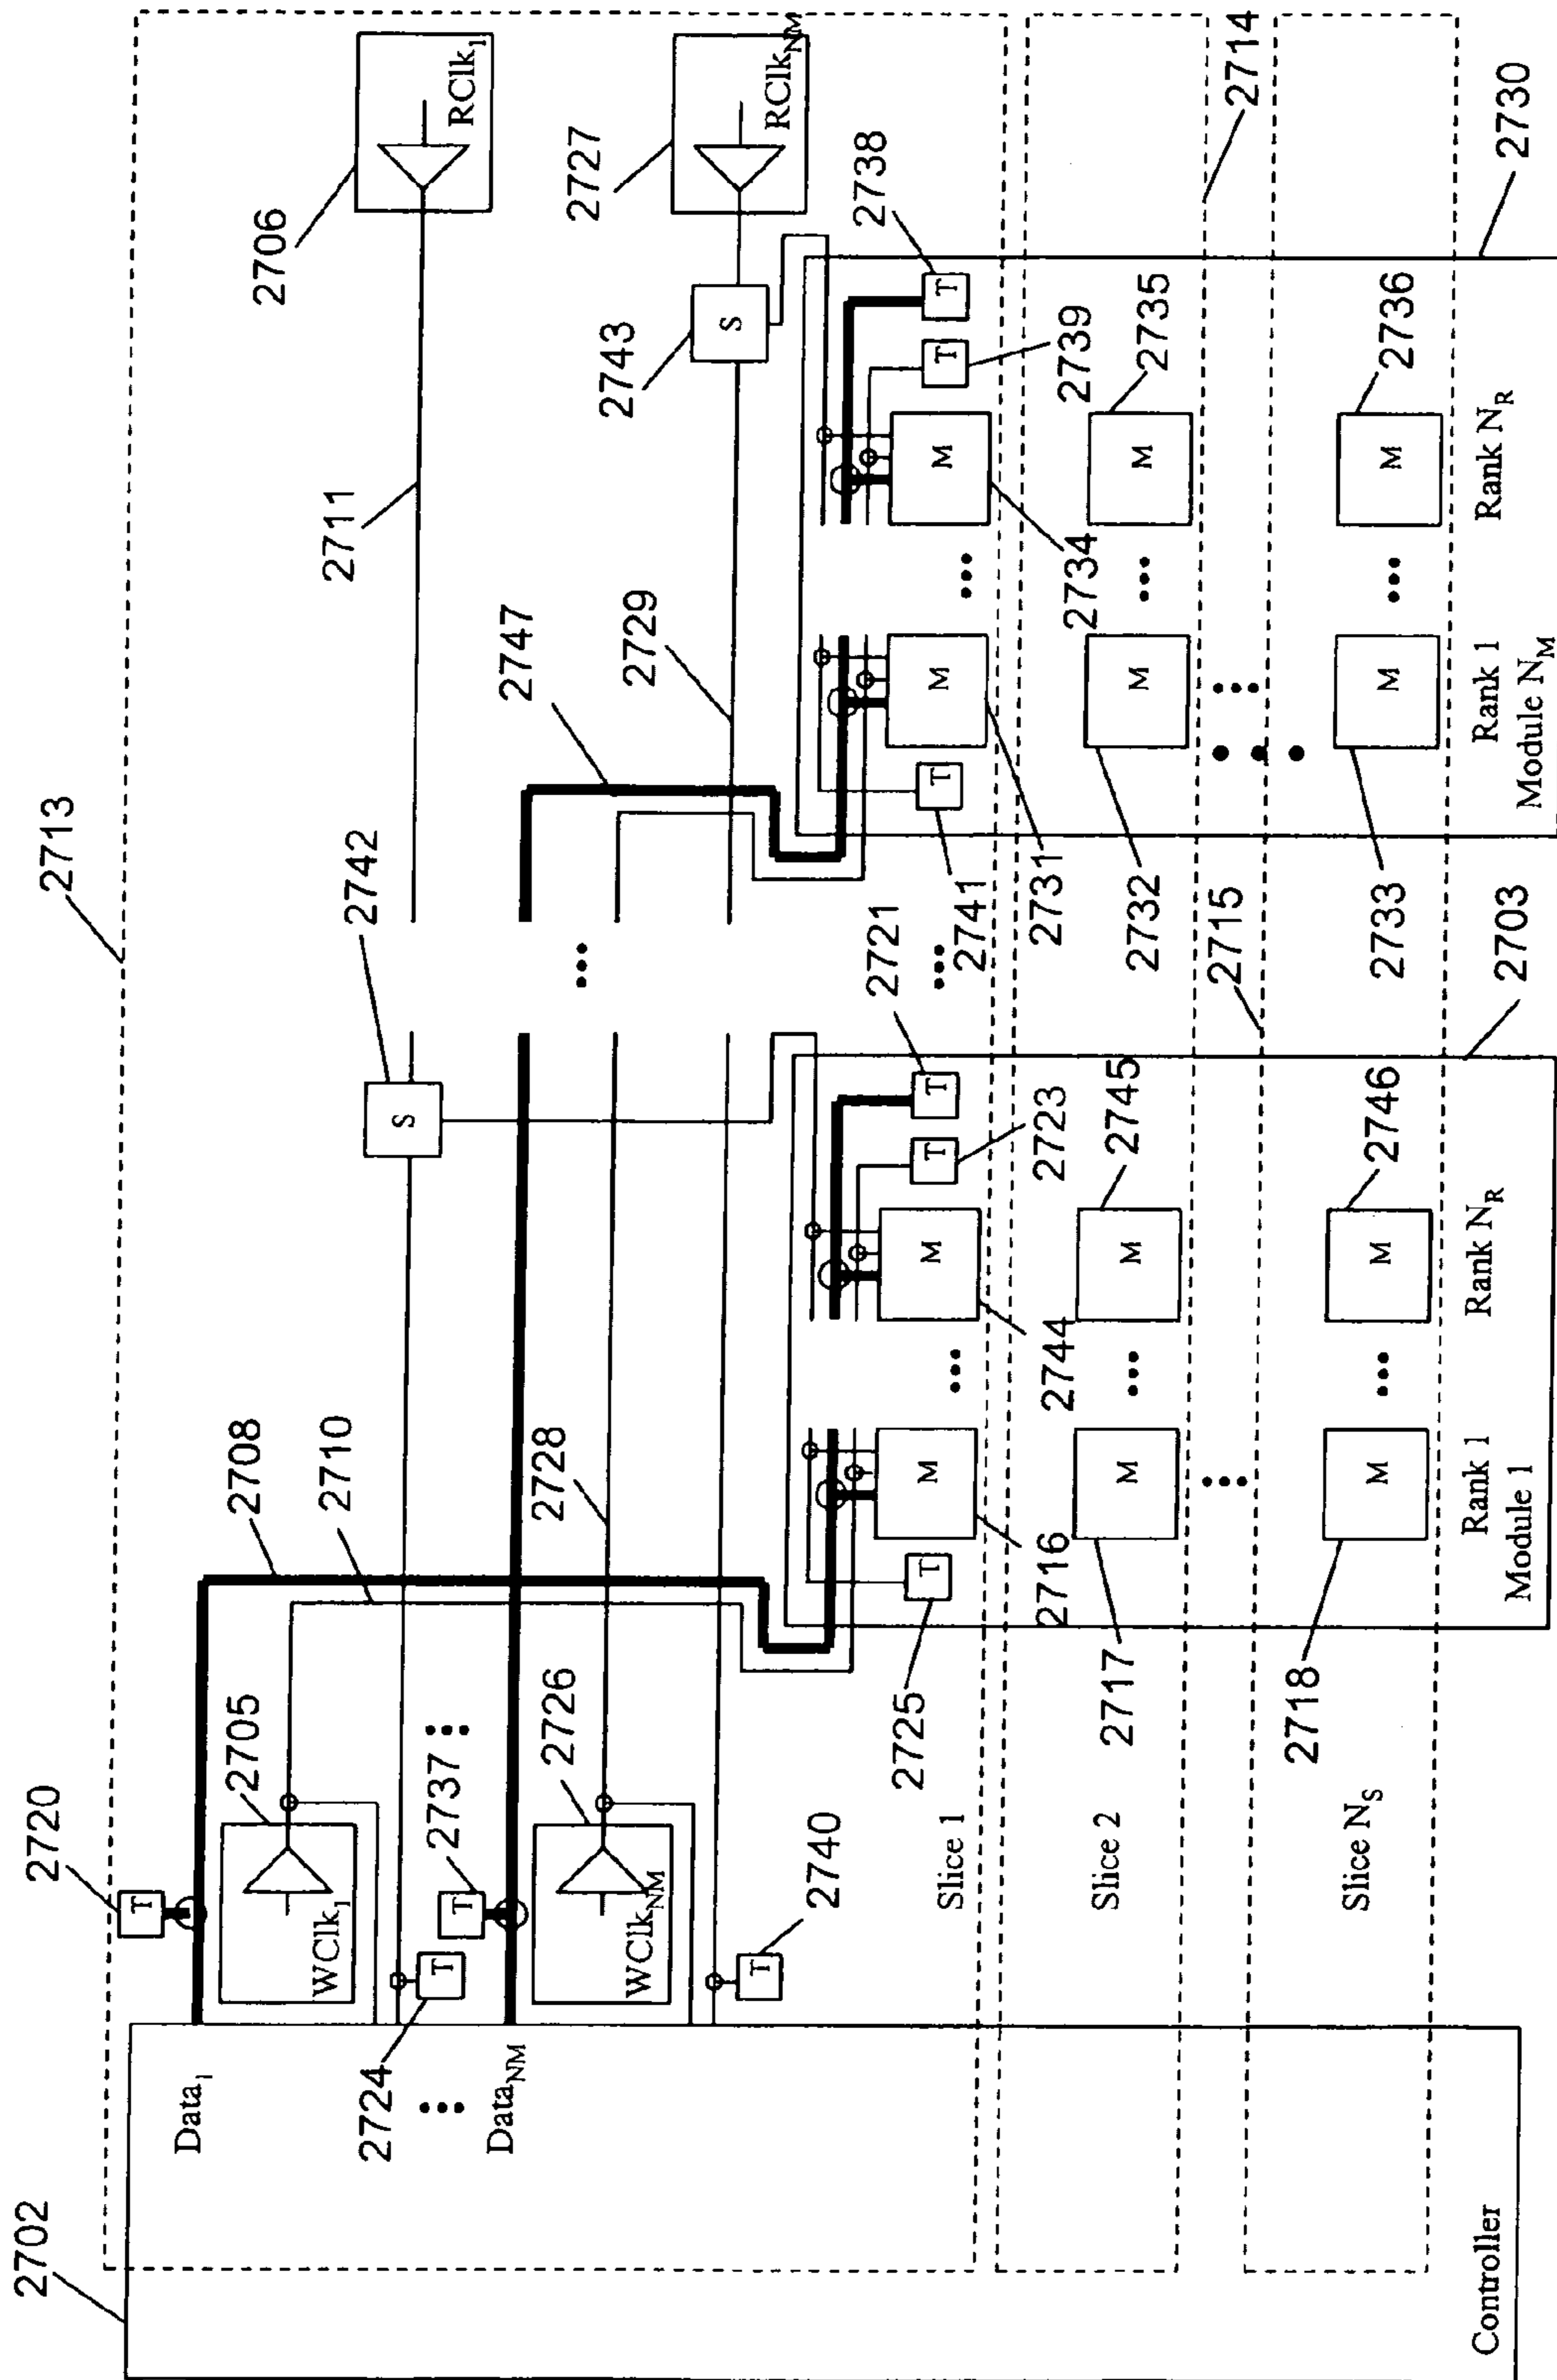 2713
2702
2720
2705
2708
2710
2742
2747
2711
2706
RClk1
T
Data1
WClk1
S
2724
T
2737
T
2726
2728
2729
2743
2727
RClkNM
DataNM
WClkNM
S
2740
T
2725
T
2716
M
2744
M
2723
T
2721
T
2741
T
2731
M
2734
M
2739
T
2738
T
Slice 1
2717
M
M
2745
2715
2732
M
M
2735
2714
Slice 2
2718
M
M
2746
2733
M
M
2736
2730
Slice NS
2703
Rank 1
Rank NR
Rank 1
Rank NR
Module 1
Module NM
Controller